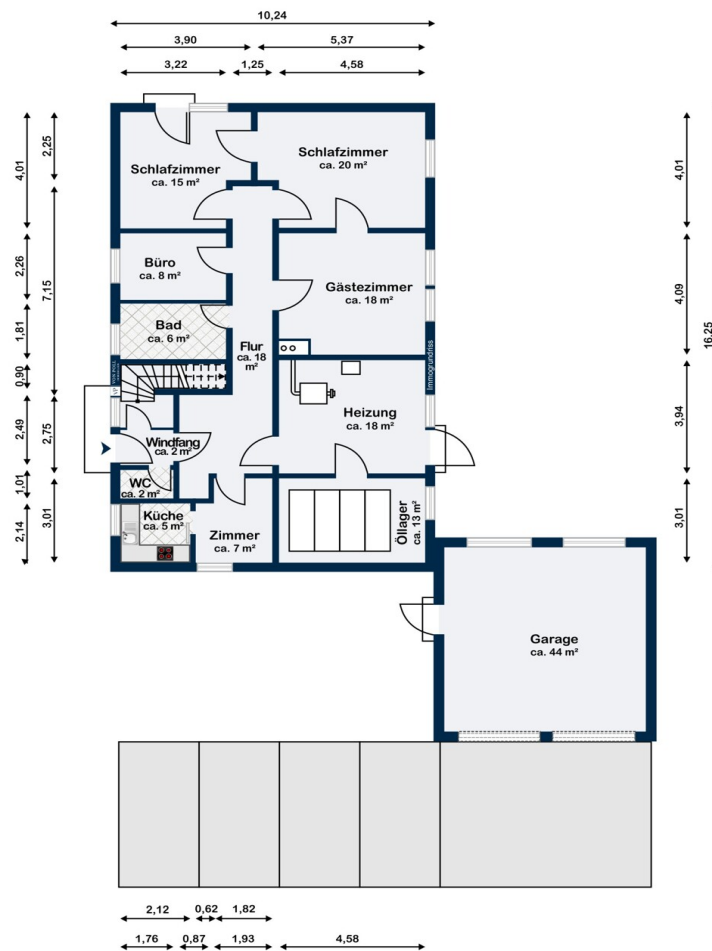 10,24
3,90
5,37
3,22
1,25
4,58
4,01
2,25
Schlafzimmer
ca. 15 m²
Schlafzimmer
ca. 20 m²
4,01
7,15
2,26
Büro
ca. 8 m²
Gästezimmer
ca. 18 m²
4,09
16,25
1,81
Bad
ca. 6 m²
Flur
ca. 18
m²
0,90
VON POLL
Immogrundriss
2,49
2,75
Heizung
ca. 18 m²
3,94
Windfang
ca. 2 m²
1,01
WC
ca. 2 m²
3,01
2,14
Küche
ca. 5 m²
Zimmer
ca. 7 m²
Öllager
ca. 13 m²
3,01
Garage
ca. 44 m²
2,12
0,62
1,82
1,76
0,87
1,93
4,58